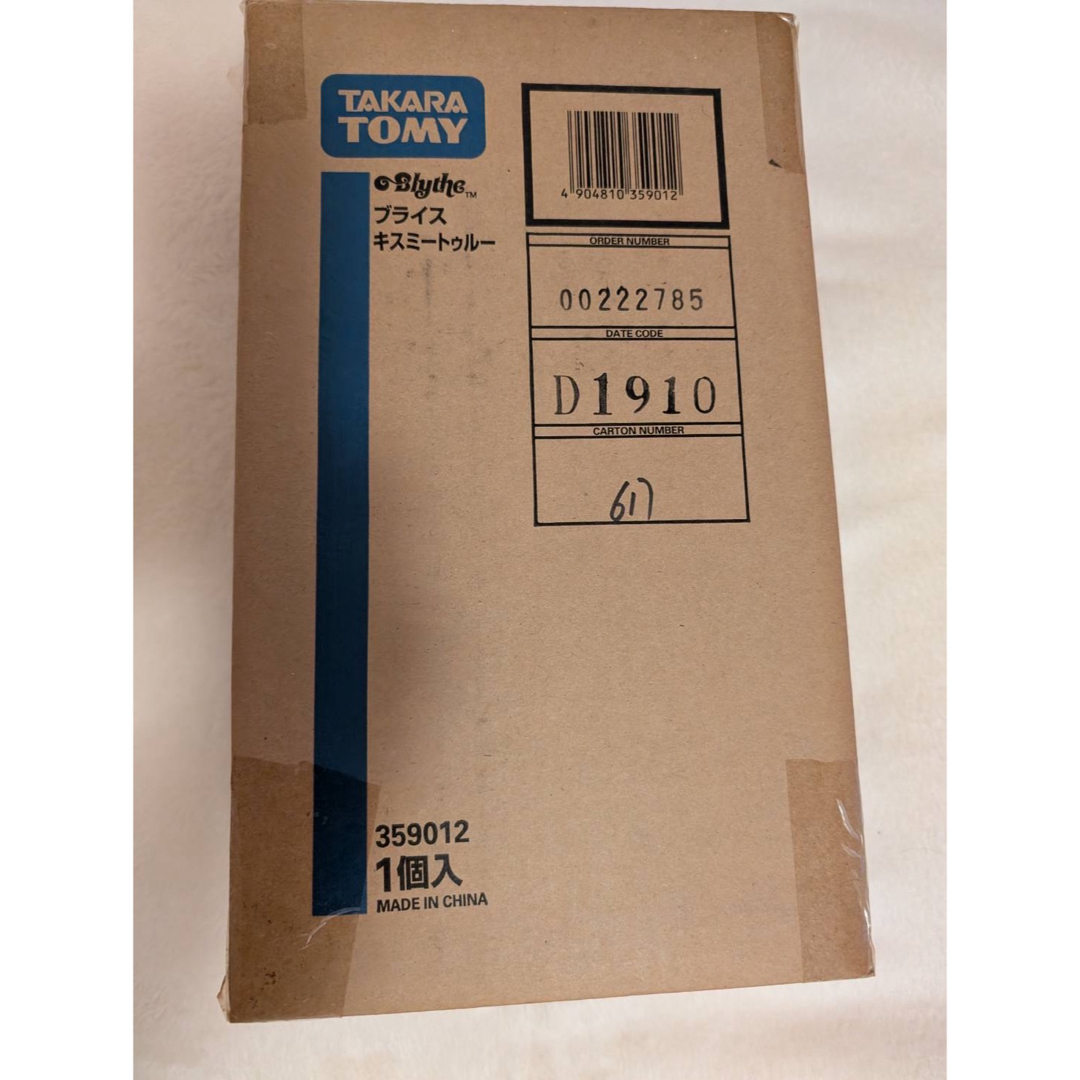 TAKARA
TOMY
Blythe™
ブライス
キスミートゥルー
4 904810 359012
ORDER NUMBER
00222785
DATE CODE
D1910
CARTON NUMBER
617
359012
1個入
MADE IN CHINA